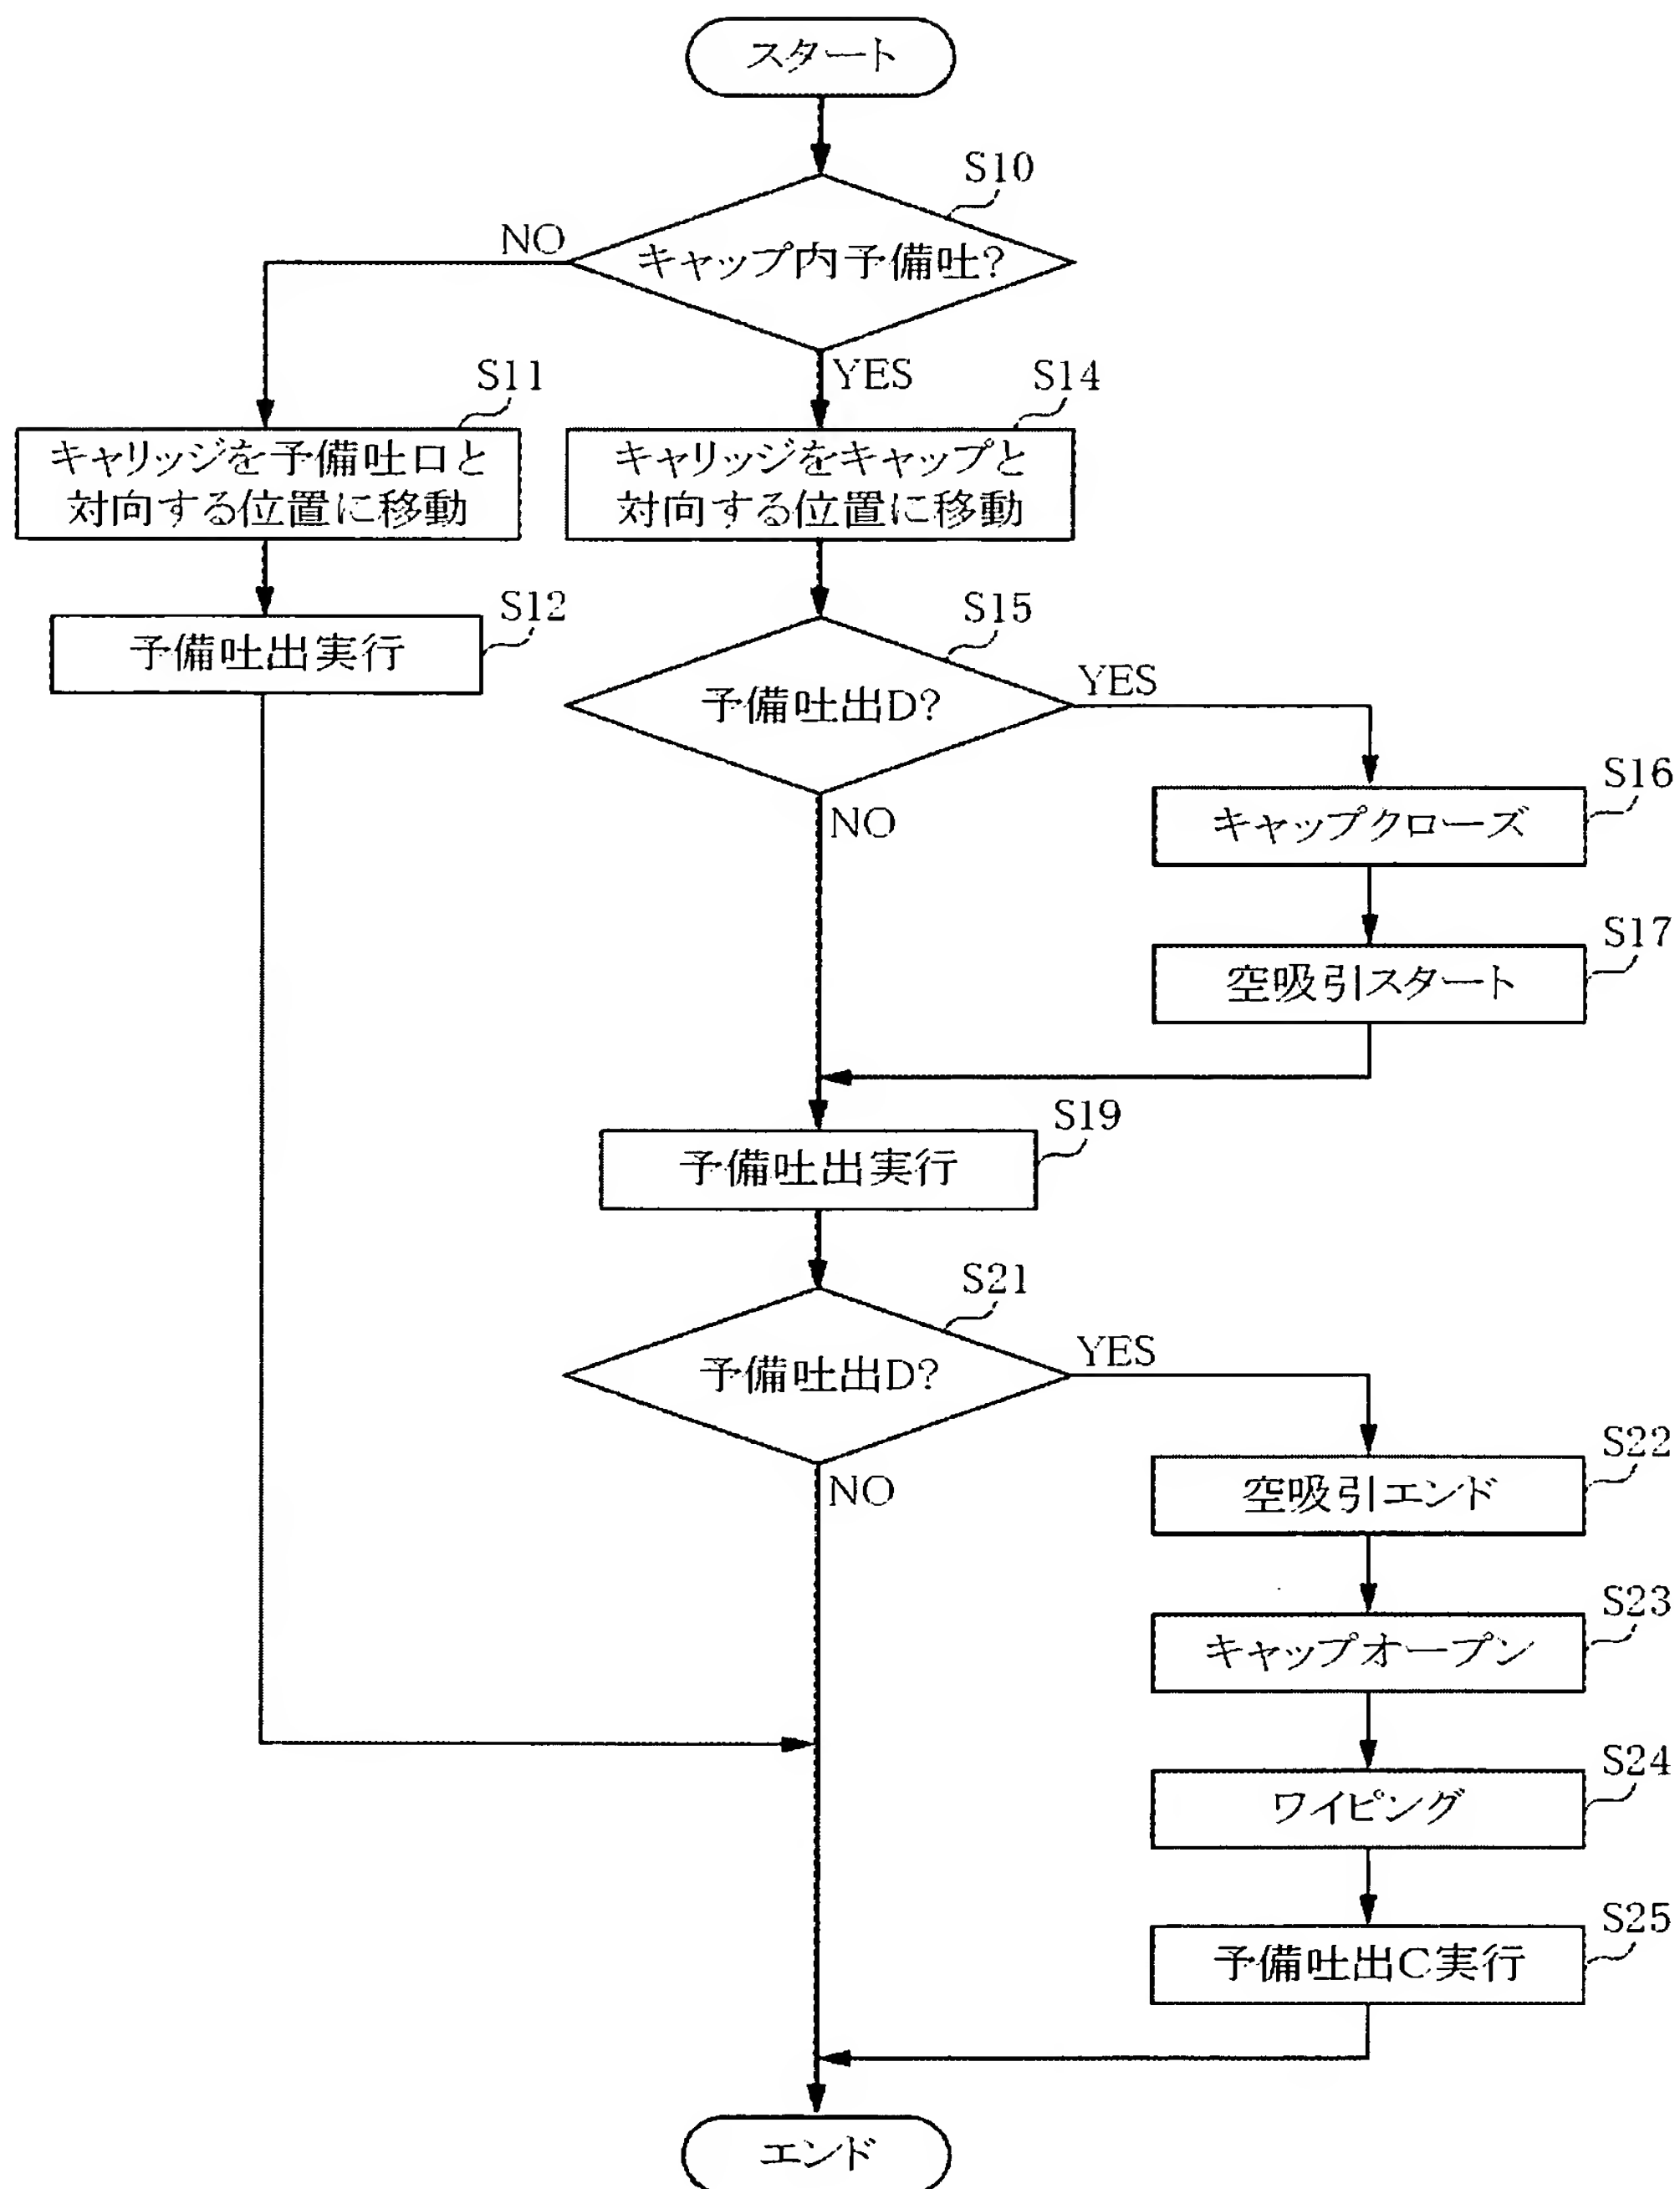 スタート
S10
NO
キャップ内予備吐?
YES
S11
キャリッジを予備吐口と
対向する位置に移動
S14
キャリッジをキャップと
対向する位置に移動
S12
予備吐出実行
S15
予備吐出D?
YES
NO
S16
キャップクローズ
S17
空吸引スタート
S19
予備吐出実行
S21
予備吐出D?
YES
NO
S22
空吸引エンド
S23
キャップオープン
S24
ワイピング
S25
予備吐出C実行
エンド